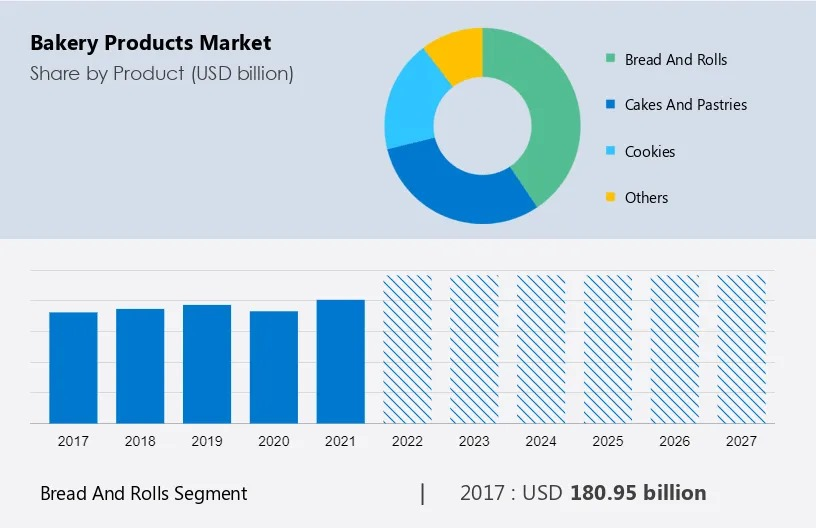 Bakery Products Market
Share by Product (USD billion)
Bread And Rolls
Cakes And Pastries
Cookies
Others
2017 2018 2019 2020 2021 2022 2023 2024 2025 2026 2027
Bread And Rolls Segment | 2017 : USD 180.95 billion